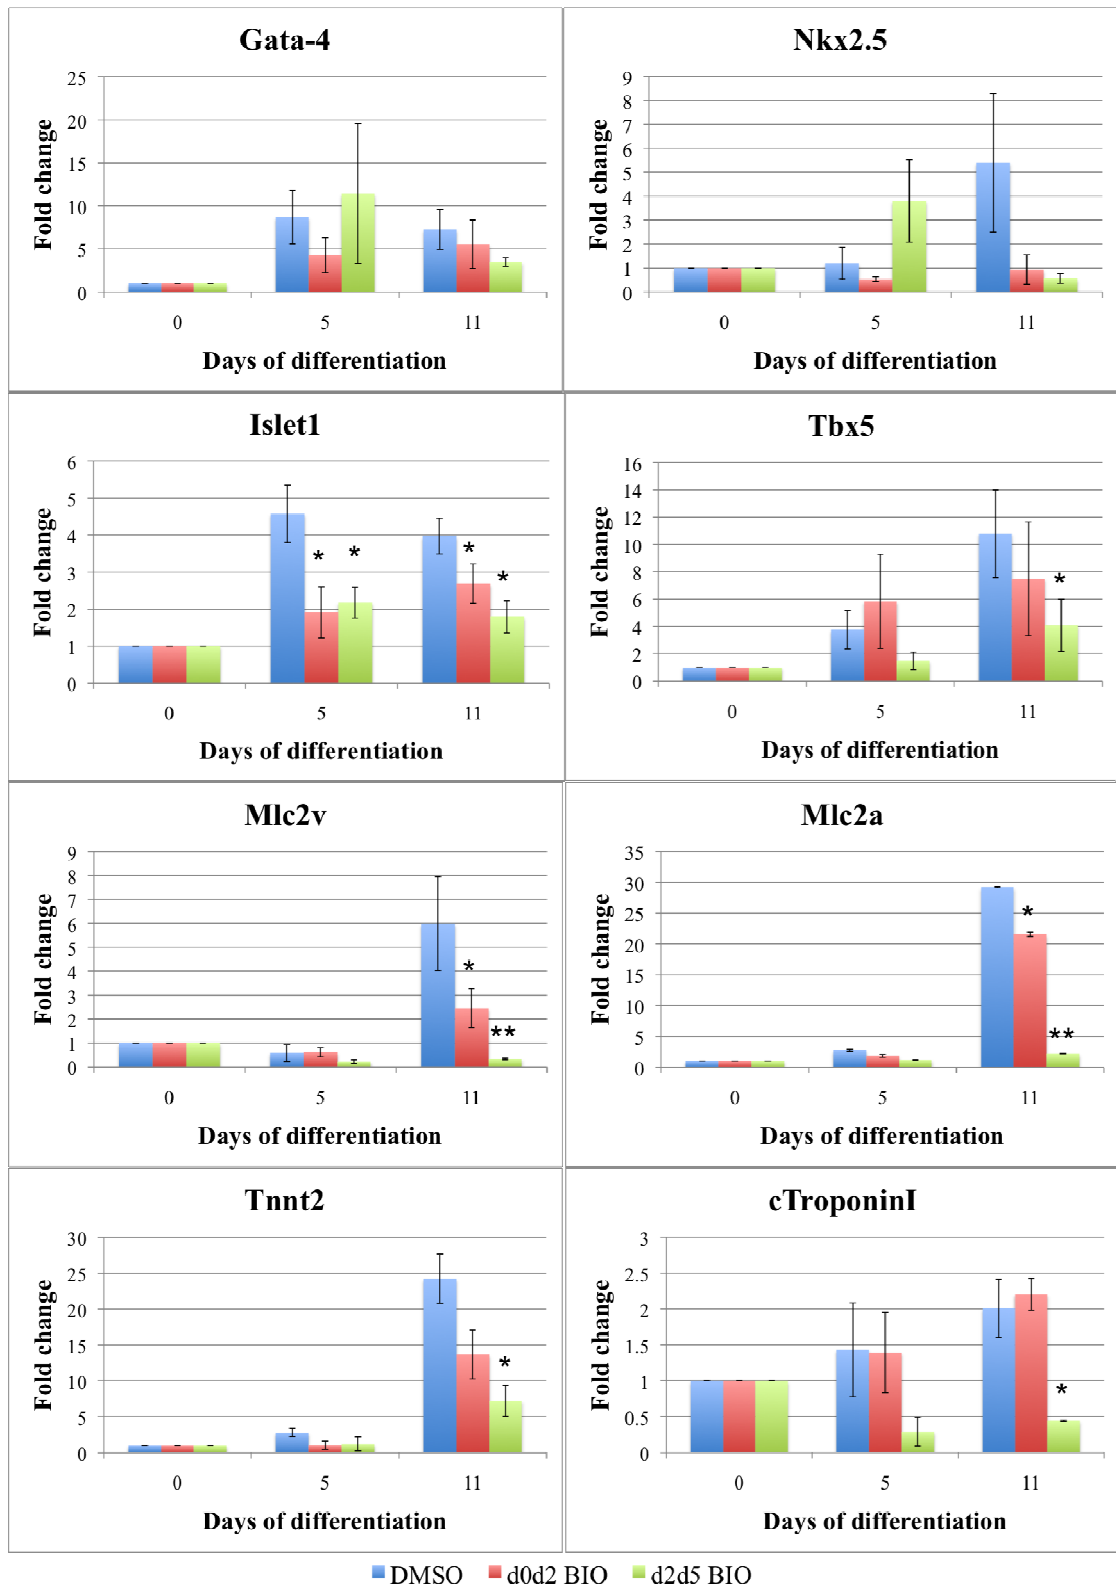 Gata-4
Fold change
25
20
15
10
5
0
0 5 11
Days of differentiation
Nkx2.5
Fold change
9
8
7
6
5
4
3
2
1
0
0 5 11
Days of differentiation
Islet1
Fold change
6
5
4
3
2
1
0
* * * *
0 5 11
Days of differentiation
Tbx5
Fold change
16
14
12
10
8
6
4
2
0
*
0 5 11
Days of differentiation
Mlc2v
Fold change
9
8
7
6
5
4
3
2
1
0
* **
0 5 11
Days of differentiation
Mlc2a
Fold change
35
30
25
20
15
10
5
0
* **
0 5 11
Days of differentiation
Tnnt2
Fold change
30
25
20
15
10
5
0
*
0 5 11
Days of differentiation
cTroponinI
Fold change
3
2.5
2
1.5
1
0.5
0
*
0 5 11
Days of differentiation
DMSO d0d2 BIO d2d5 BIO